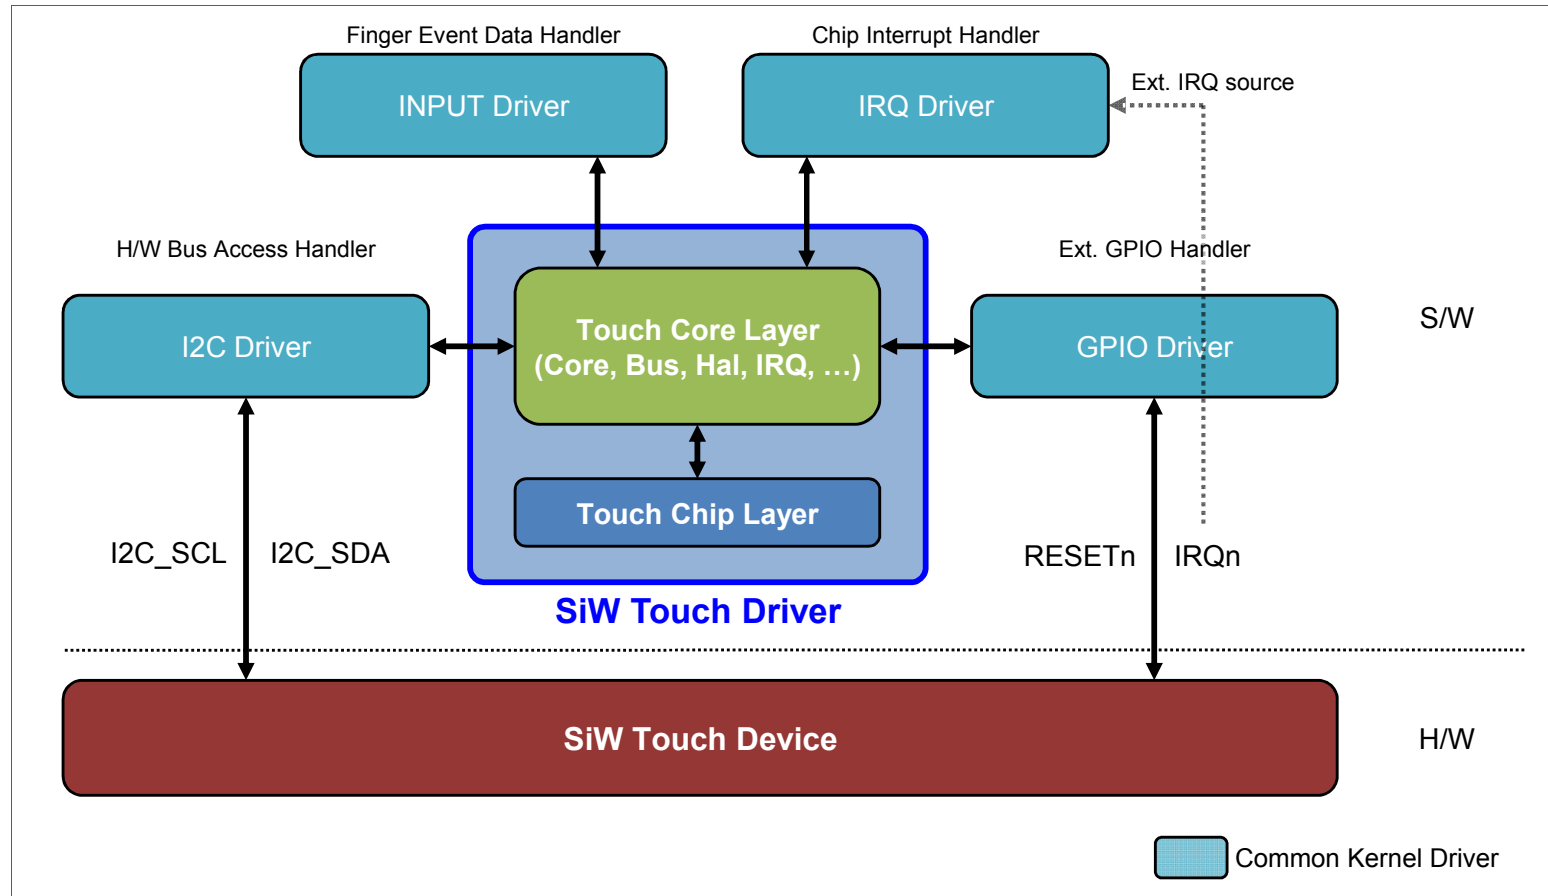 Finger Event Data Handler
Chip Interrupt Handler
INPUT Driver
IRQ Driver
Ext. IRQ source
H/W Bus Access Handler
Ext. GPIO Handler
I2C Driver
Touch Core Layer
(Core, Bus, Hal, IRQ, …)
GPIO Driver
S/W
Touch Chip Layer
I2C_SCL
I2C_SDA
RESETn
IRQn
SiW Touch Driver
SiW Touch Device
H/W
Common Kernel Driver